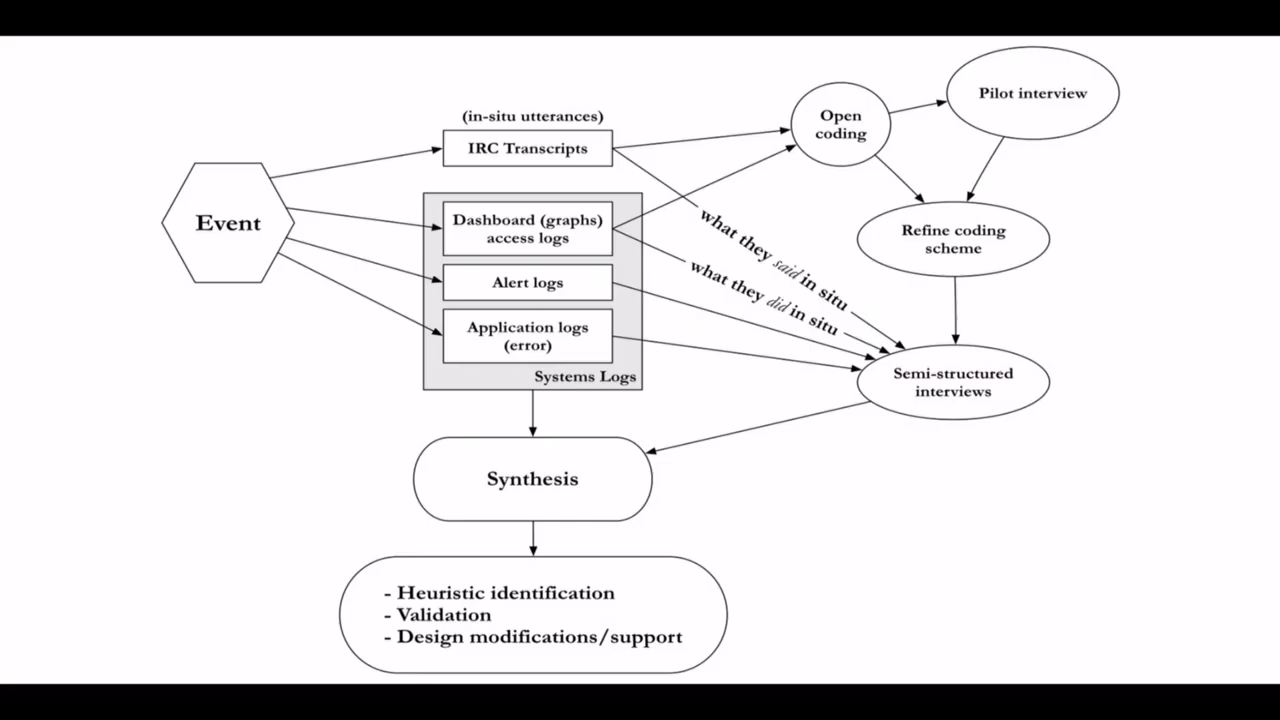 (in-situ utterances)
IRC Transcripts
Event
Dashboard (graphs)
access logs
Alert logs
Application logs
(error)
Systems Logs
Open
coding
Pilot interview
Refine coding
scheme
what they said in situ
what they did in situ
Semi-structured
interviews
Synthesis
- Heuristic identification
- Validation
- Design modifications/support